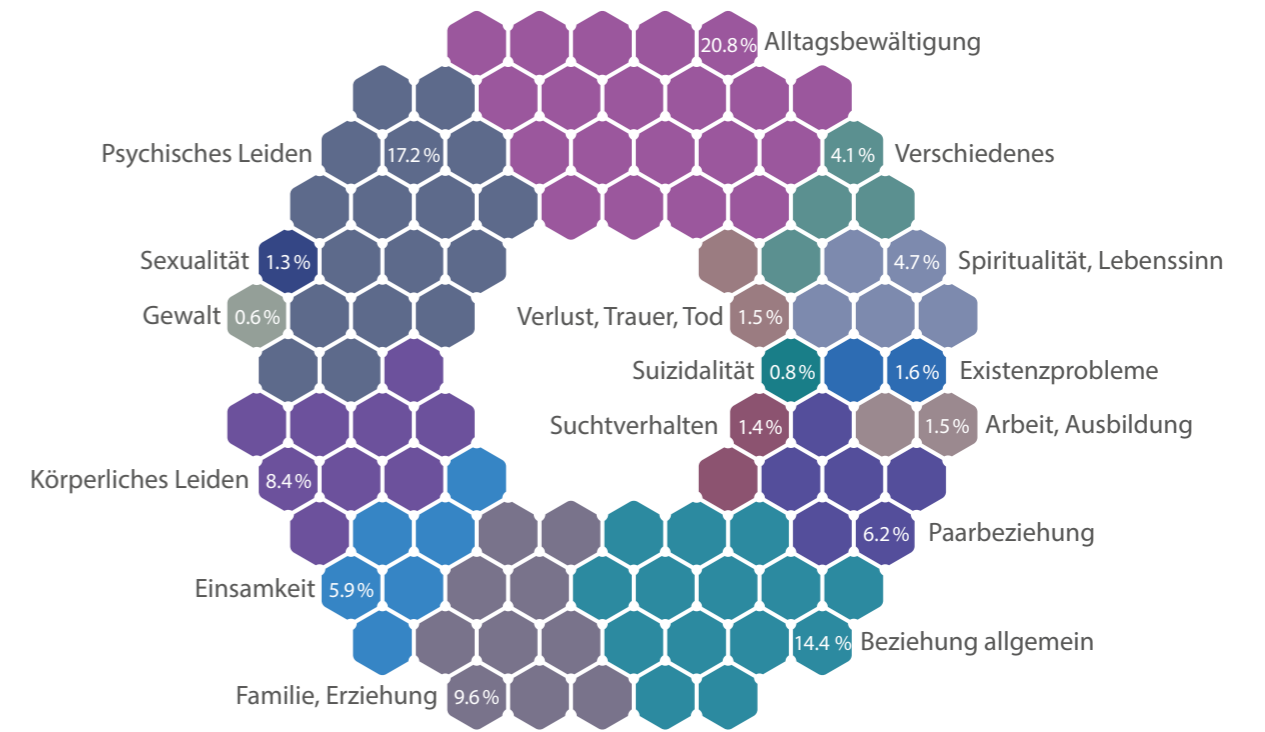 20.8 % Alltagsbewältigung
Psychisches Leiden 17.2 % 4.1 % Verschiedenes
Sexualität 1.3 % 4.7 % Spiritualität, Lebenssinn
Gewalt 0.6 % Verlust, Trauer, Tod 1.5 %
Suizidalität 0.8 % 1.6 % Existenzprobleme
Suchtverhalten 1.4 % 1.5 % Arbeit, Ausbildung
Körperliches Leiden 8.4 %
6.2 % Paarbeziehung
Einsamkeit 5.9 %
14.4 % Beziehung allgemein
Familie, Erziehung 9.6 %